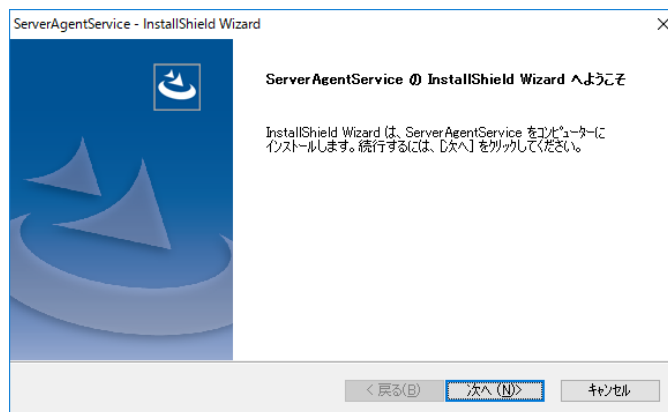 ServerAgentService - InstallShield Wizard
ServerAgentService の InstallShield Wizard へようこそ
InstallShield Wizard は、ServerAgentService をコンピューターに
インストールします。続行するには、[次へ] をクリックしてください。
< 戻る(B)
次へ (N)>
キャンセル